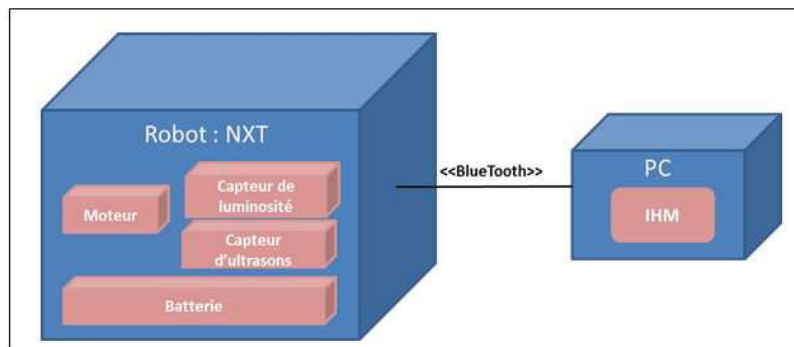 Robot : NXT
Moteur
Capteur de
luminosité
Capteur
d'ultrasons
Batterie
<<BlueTooth>>
PC
IHM